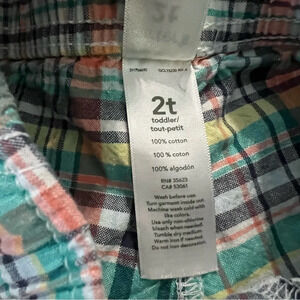 2t
toddler/
tout-petit
100% cotton
100 % coton
100% algodón
RN# 35623
CA# 53061
Wash before use.
Turn garment inside out.
Machine wash cold with
like colors.
Use only non-chlorine
bleach when needed.
Tumble dry medium.
Warm iron if needed.
Do not iron decoration.